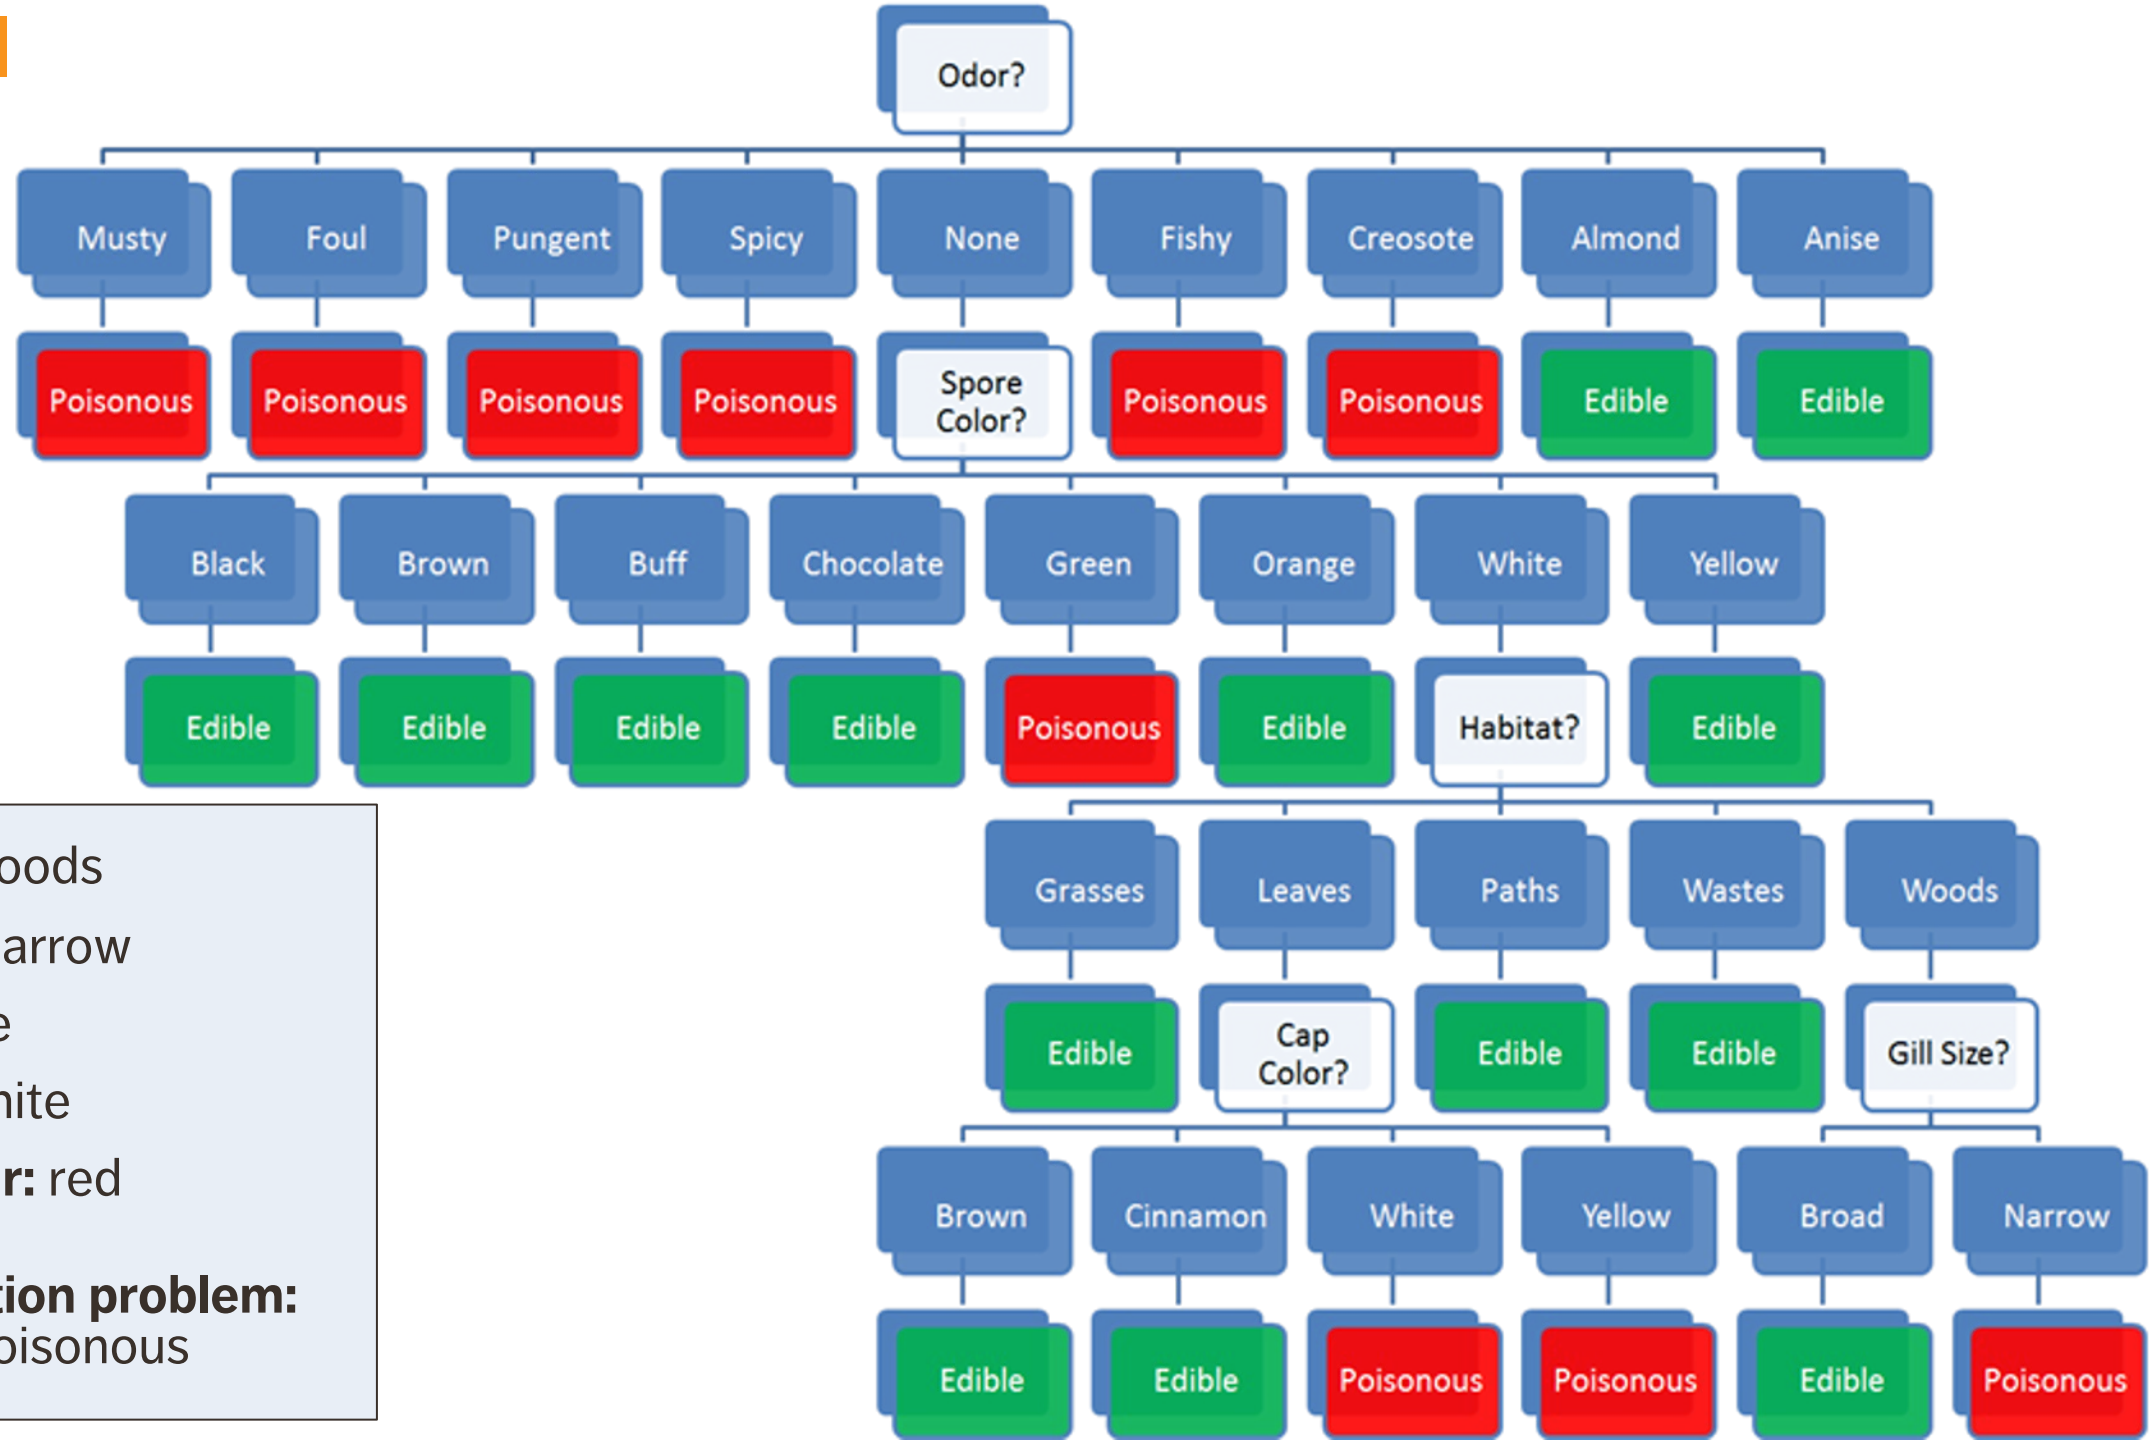 Odor?
Musty Foul Pungent Spicy None Fishy Creosote Almond Anise
Poisonous Poisonous Poisonous Poisonous Spore Color? Poisonous Poisonous Edible Edible
Black Brown Buff Chocolate Green Orange White Yellow
Edible Edible Edible Edible Poisonous Edible Habitat? Edible
Grasses Leaves Paths Wastes Woods
Edible Cap Color? Edible Edible Gill Size?
Brown Cinnamon White Yellow Broad Narrow
Edible Edible Poisonous Poisonous Edible Poisonous
oods
arrow
e
hite
r: red
tion problem:
oisonous